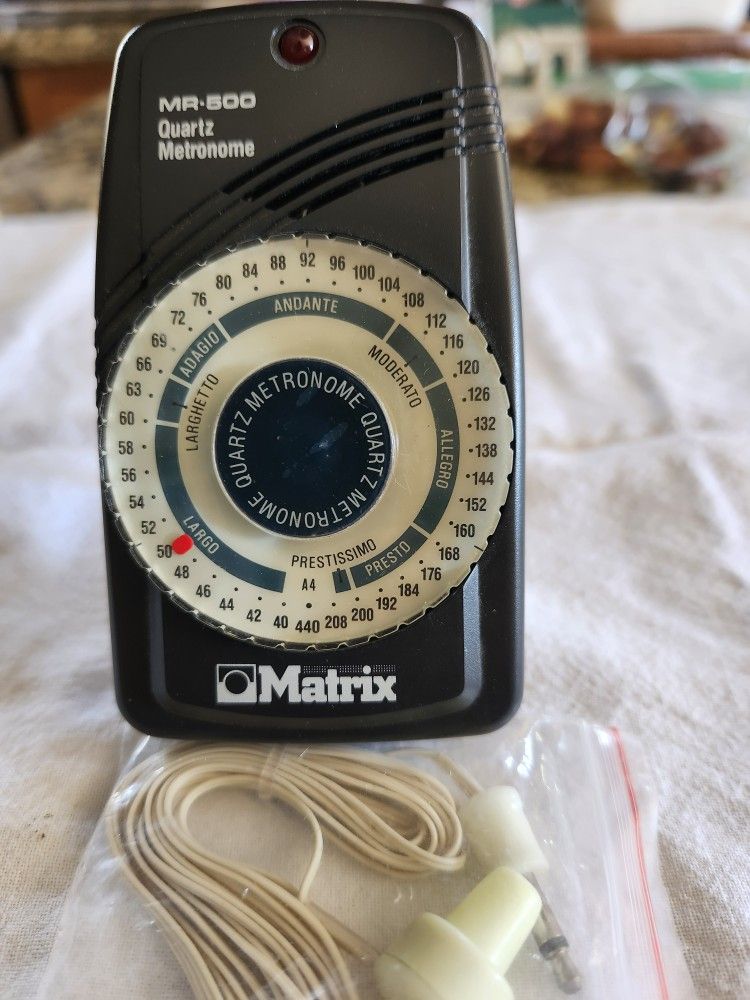 MR·500
Quartz
Metronome
40 42 44 46 48 50 52 54 56 58 60 63 66 69 72 76 80 84 88 92 96 100 104 108 112 116 120 126 132 138 144 152 160 168 176 184 192 200 208 440
A4
LARGO
LARGHETTO
ADAGIO
ANDANTE
MODERATO
ALLEGRO
PRESTO
PRESTISSIMO
QUARTZ METRONOME QUARTZ METRONOME
Matrix